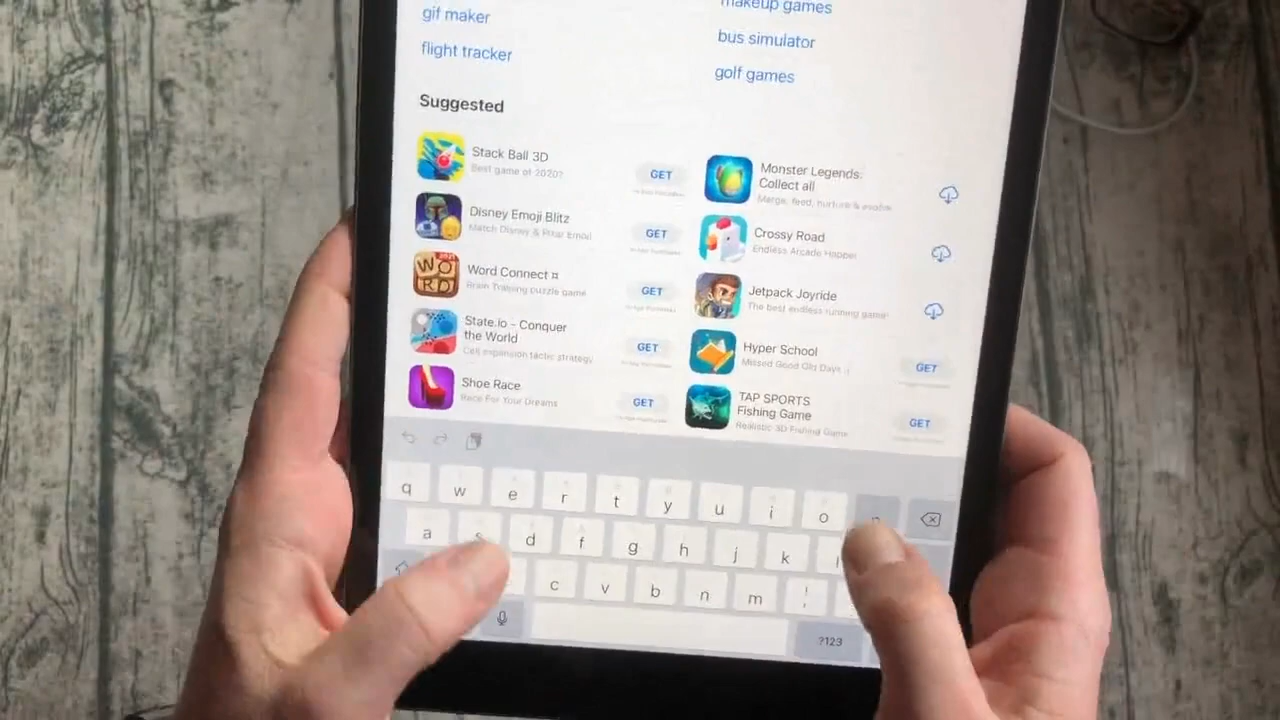 gif maker
makeup games
flight tracker
bus simulator
golf games
Suggested
Stack Ball 3D
Best game of 2020?
GET
Monster Legends:
Collect all
Merge, feed, nurture & evolve
Disney Emoji Blitz
Match Disney & Pixar Emoji
GET
Crossy Road
Endless Arcade Hopper
WORD
Word Connect ¤
Brain Training puzzle game
GET
Jetpack Joyride
The best endless running game!
State.io - Conquer
the World
Cell expansion tactic strategy
GET
Hyper School
Missed Good Old Days :)
GET
Shoe Race
Race For Your Dreams
GET
TAP SPORTS
Fishing Game
Realistic 3D Fishing Game
GET
q w e r t y u i o p
a s d f g h j k l
c v b n m ! ,
?123